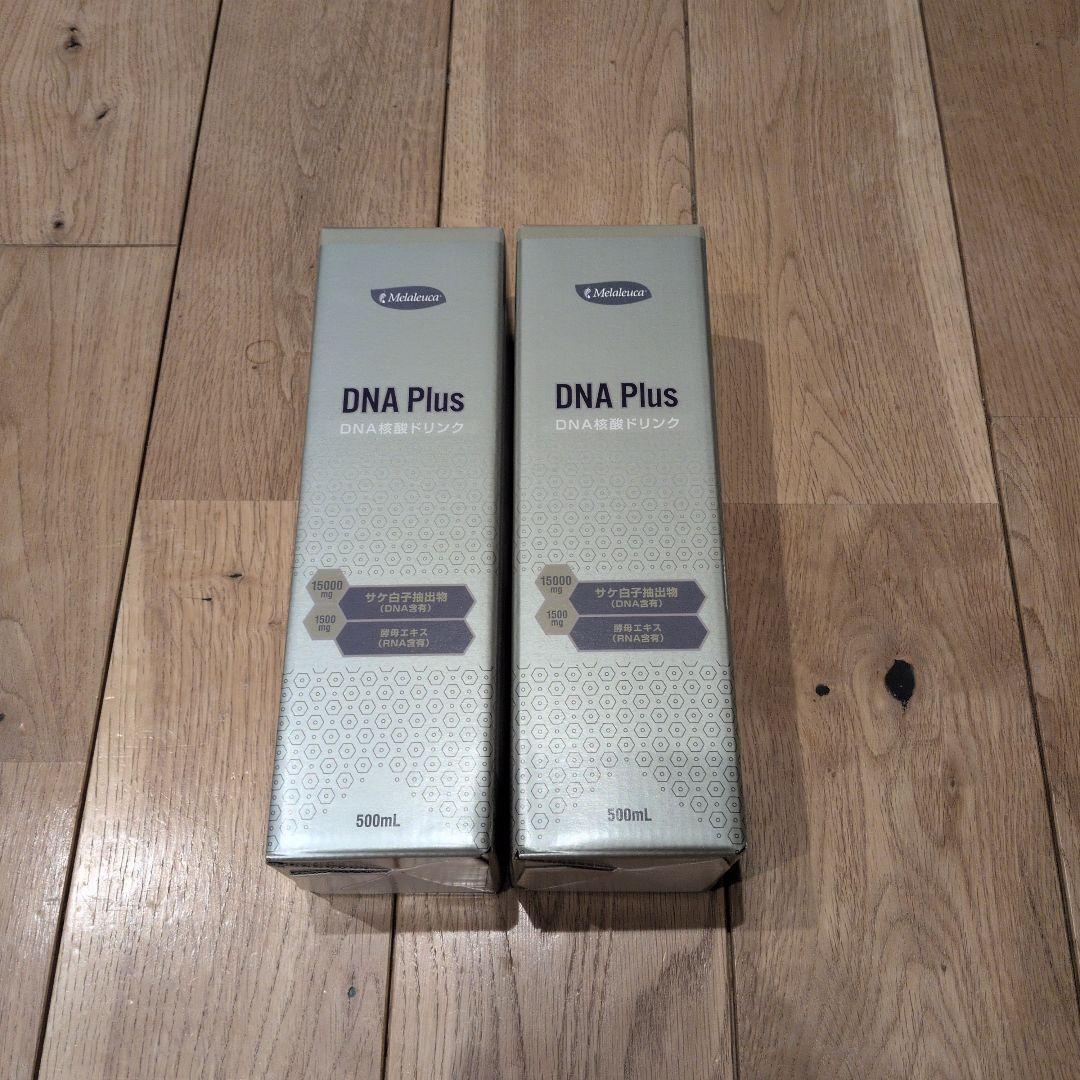 Melaleuca®
DNA Plus
DNA核酸ドリンク
15000
mg
サケ白子抽出物
(DNA含有)
1500
mg
酵母エキス
(RNA含有)
500mL
Melaleuca®
DNA Plus
DNA核酸ドリンク
15000
mg
サケ白子抽出物
(DNA含有)
1500
mg
酵母エキス
(RNA含有)
500mL